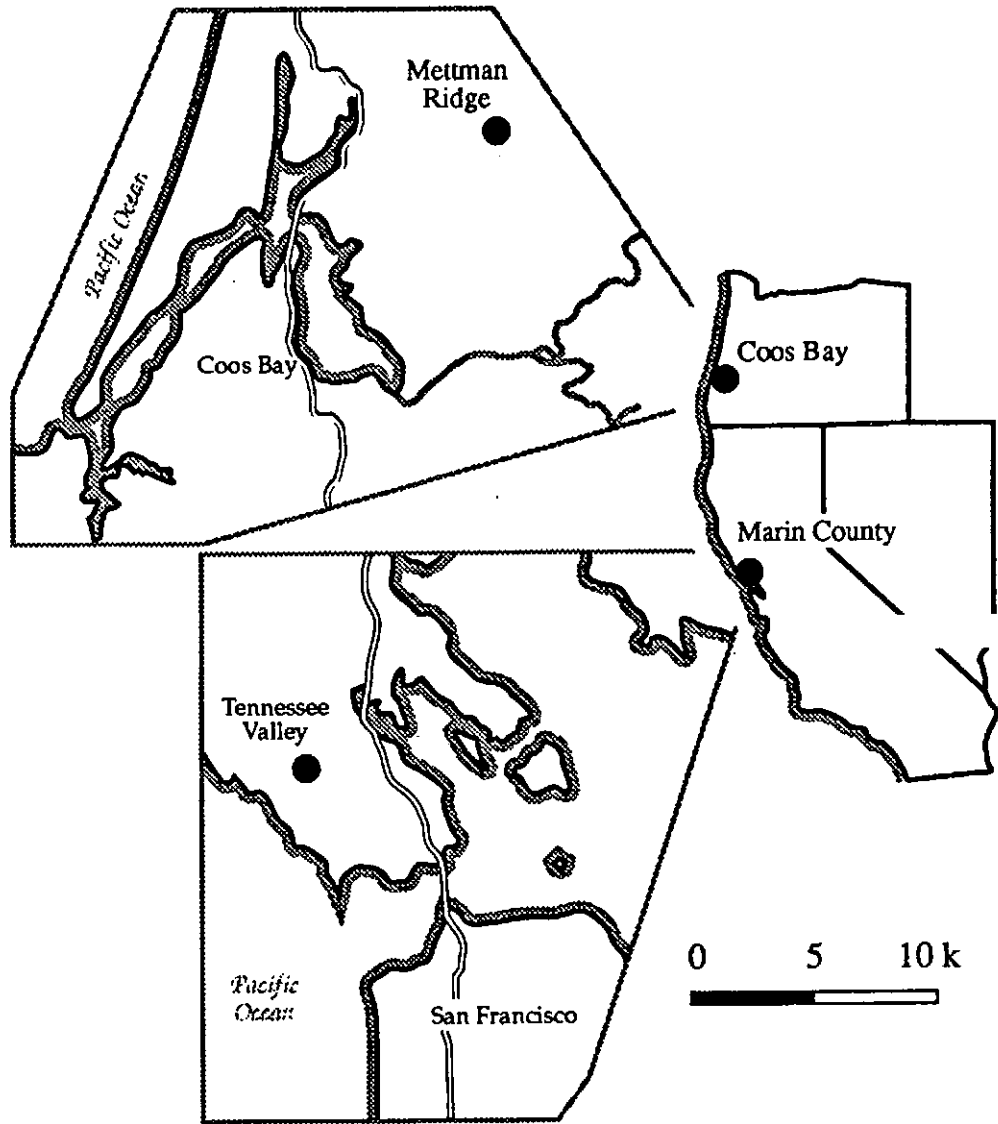 Mettman
Ridge
Pacific Ocean
Coos Bay
Coos Bay
Marin County
Tennessee
Valley
Pacific
Ocean
San Francisco
0 5 10 k